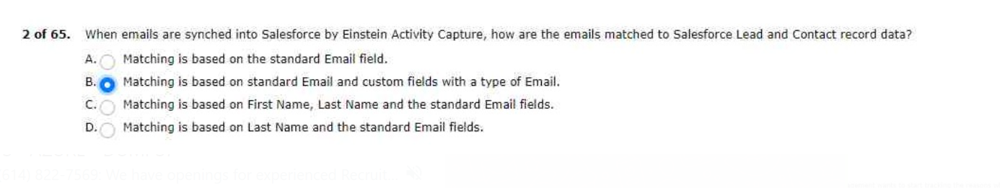 2 of 65. When emails are synched into Salesforce by Einstein Activity Capture, how are the emails matched to Salesforce Lead and Contact record data?
A. Matching is based on the standard Email field.
B. Matching is based on standard Email and custom fields with a type of Email.
C. Matching is based on First Name, Last Name and the standard Email fields.
D. Matching is based on Last Name and the standard Email fields.
614) 822-7509. We have openings for experienced Recruit...